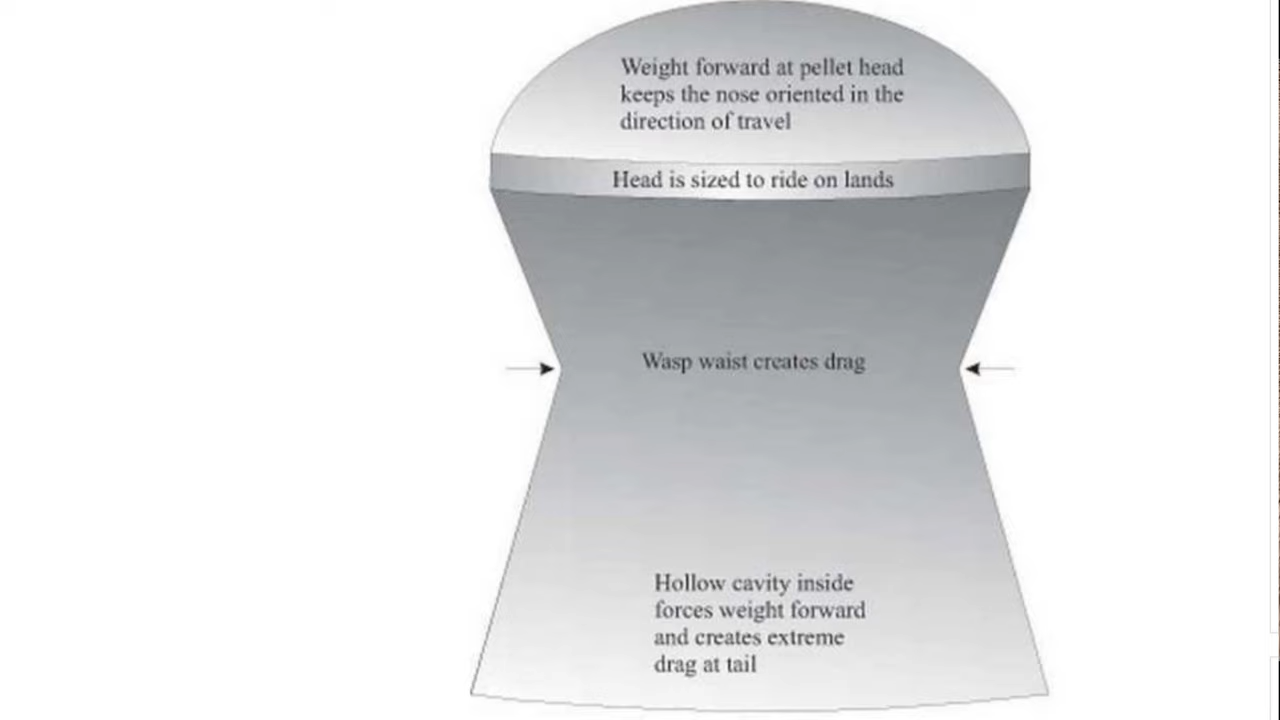 Weight forward at pellet head
keeps the nose oriented in the
direction of travel
Head is sized to ride on lands
Wasp waist creates drag
Hollow cavity inside
forces weight forward
and creates extreme
drag at tail